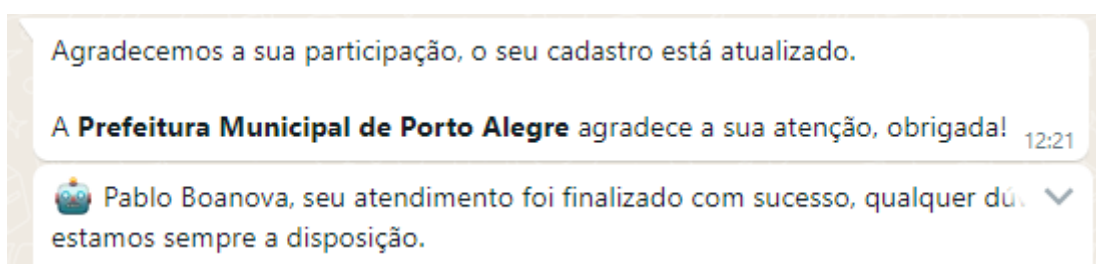 Agradecemos a sua participação, o seu cadastro está atualizado.
A Prefeitura Municipal de Porto Alegre agradece a sua atenção, obrigada! 12:21
🤖 Pablo Boanova, seu atendimento foi finalizado com sucesso, qualquer
estamos sempre a disposição.